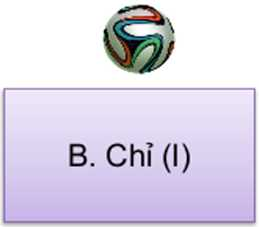 B. Chỉ (I)